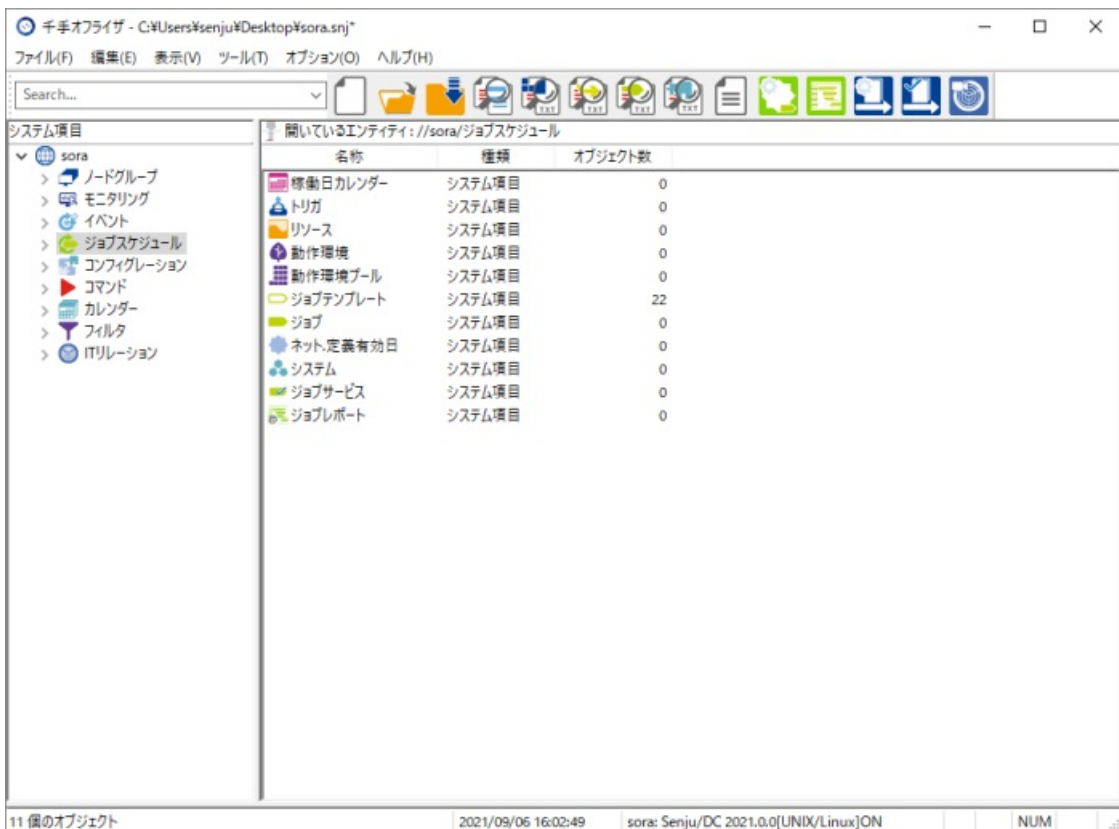 千手オフライザ - C:¥Users¥senju¥Desktop¥sora.snj*
ファイル(F) 編集(E) 表示(V) ツール(T) オプション(O) ヘルプ(H)
Search...
TXT TXT TXT TXT
システム項目
sora
ノードグループ
モニタリング
イベント
ジョブスケジュール
コンフィグレーション
コマンド
カレンダー
フィルタ
ITリレーション
開いているエンティティ : //sora/ジョブスケジュール
名称 種類 オブジェクト数
稼働日カレンダー システム項目 0
トリガ システム項目 0
リソース システム項目 0
動作環境 システム項目 0
動作環境プール システム項目 0
ジョブテンプレート システム項目 22
ジョブ システム項目 0
ネット.定義有効日 システム項目 0
システム システム項目 0
ジョブサービス システム項目 0
ジョブレポート システム項目 0
11 個のオブジェクト 2021/09/06 16:02:49 sora: Senju/DC 2021.0.0[UNIX/Linux]ON NUM